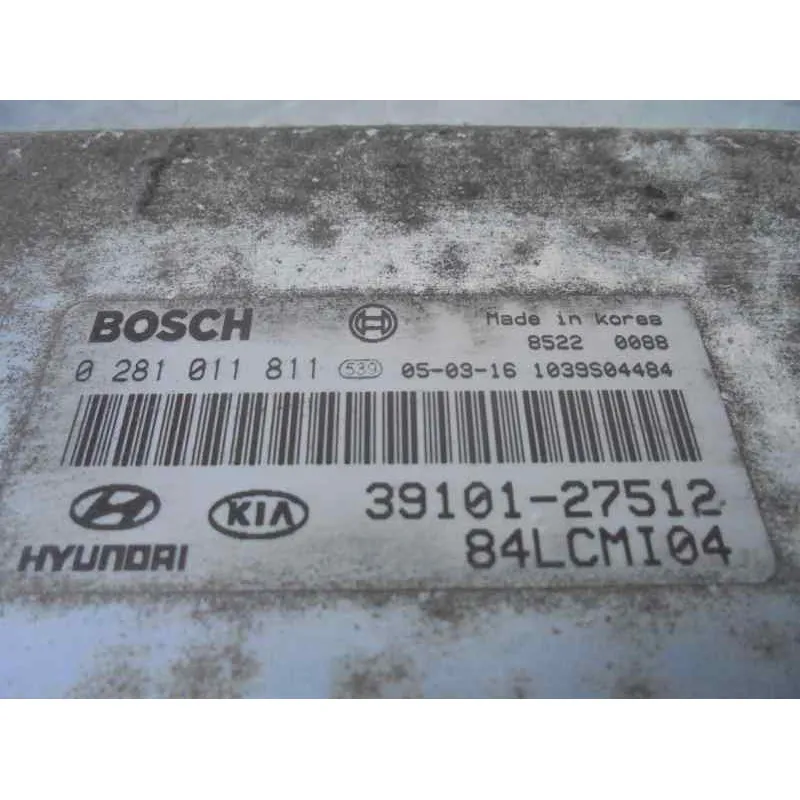 BOSCH
Made in Korea
8522 0088
0 281 011 811 539 05-03-16 1039S04484
HYUNDAI KIA 39101-27512
84LCMI04